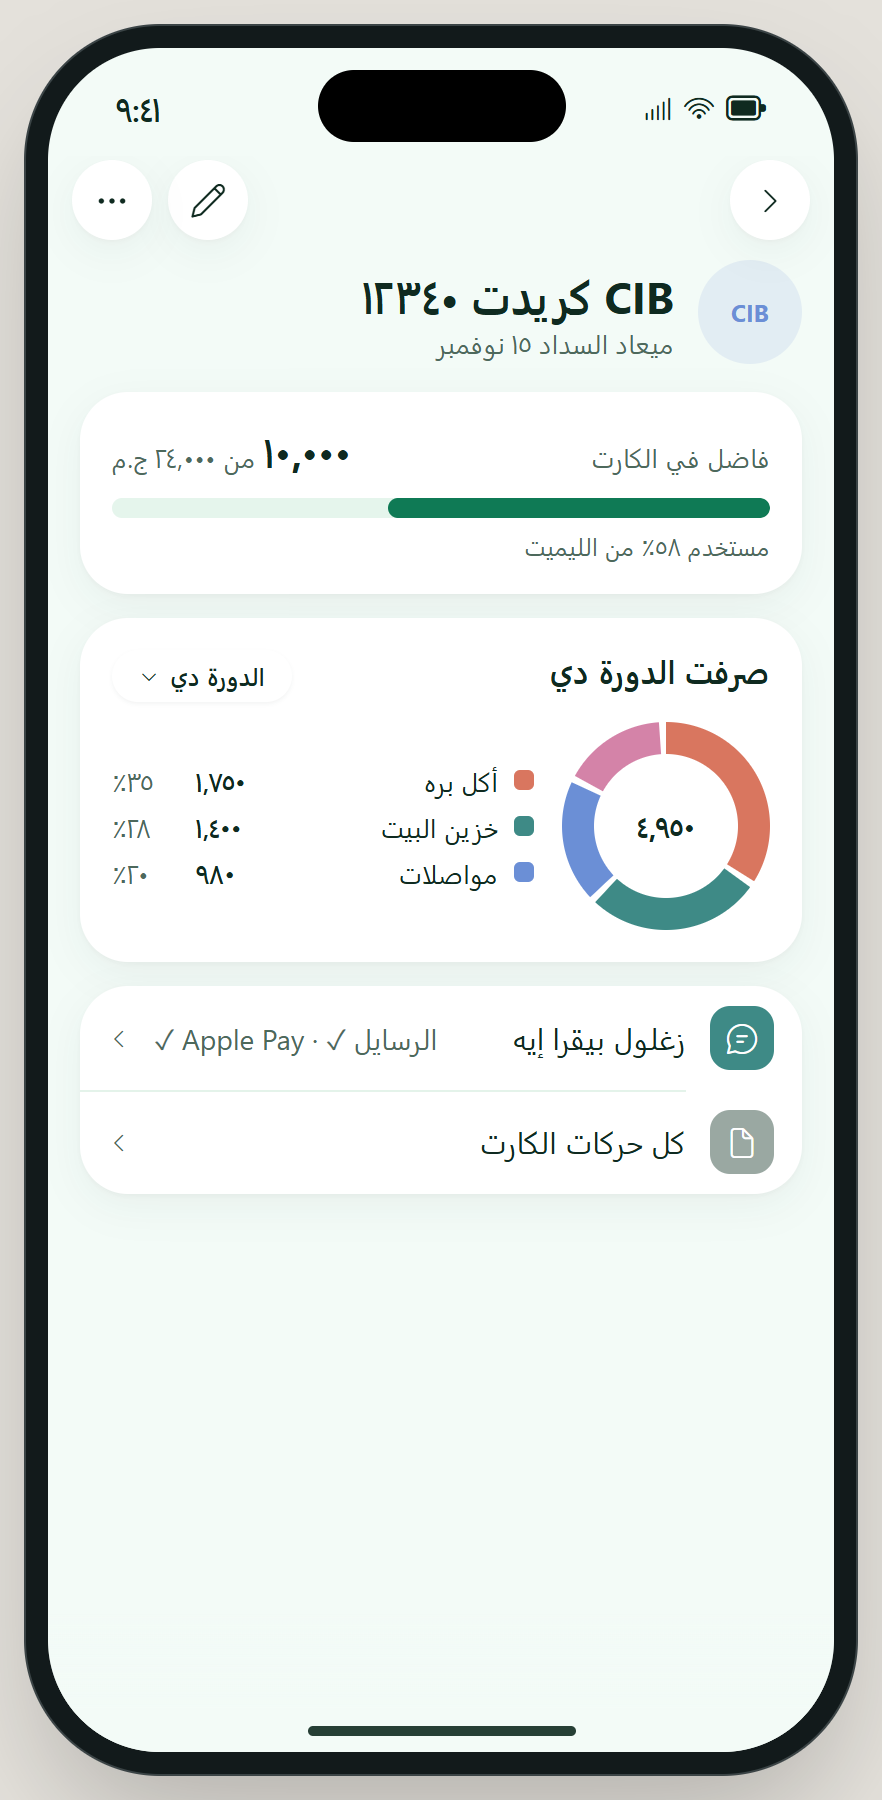 ٩:٤١
CIB
CIB كريدت ١٢٣٤٠
ميعاد السداد ١٥ نوفمبر
فاضل في الكارت
١٠,٠٠٠ من ٢٤,٠٠٠ ج.م
مستخدم ٥٨٪ من الليميت
صرفت الدورة دي
الدورة دي
٤,٩٥٠
أكل بره ١,٧٥٠ ٣٥٪
خزين البيت ١,٤٠٠ ٢٨٪
مواصلات ٩٨٠ ٢٠٪
زغلول بيقرا إيه
الرسايل ✓ · Apple Pay ✓
كل حركات الكارت